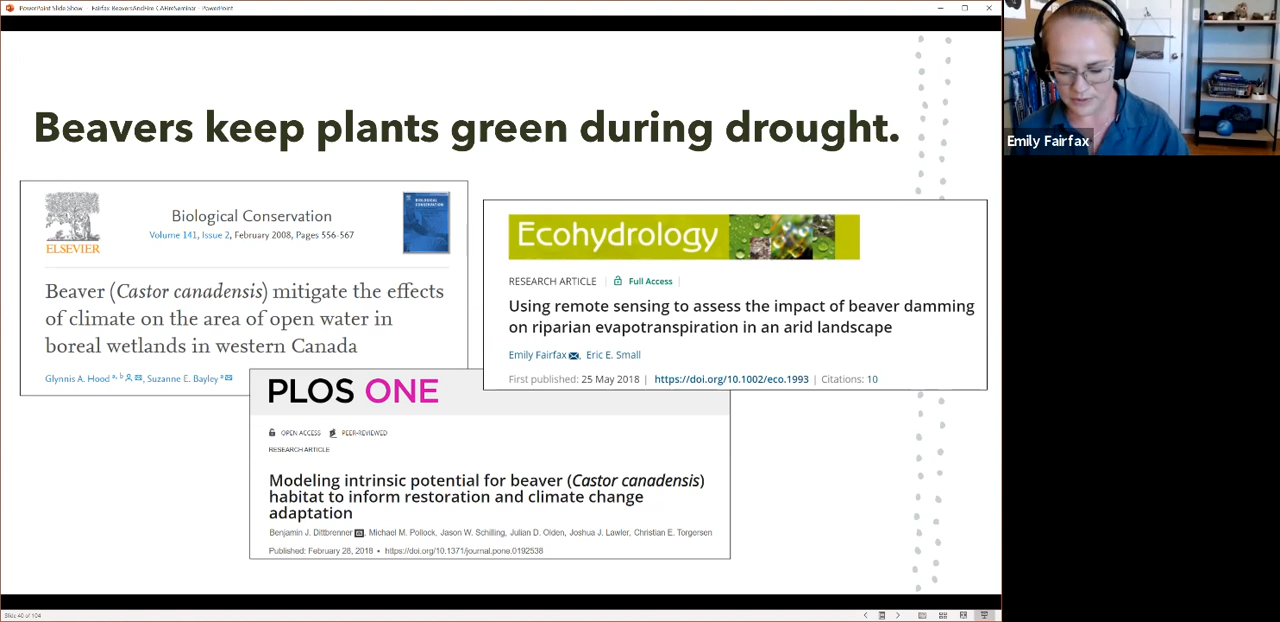 PowerPoint Slide Show - Fairfax BeaversAndFire CAFireSeminar - PowerPoint
Emily Fairfax
Beavers keep plants green during drought.
ELSEVIER
Biological Conservation
Volume 141, Issue 2, February 2008, Pages 556-567
BIOLOGICAL CONSERVATION
Beaver (Castor canadensis) mitigate the effects
of climate on the area of open water in
boreal wetlands in western Canada
Glynnis A. Hood a, b, Suzanne E. Bayley a
Ecohydrology
RESEARCH ARTICLE | Full Access |
Using remote sensing to assess the impact of beaver damming
on riparian evapotranspiration in an arid landscape
Emily Fairfax, Eric E. Small
First published: 25 May 2018 | https://doi.org/10.1002/eco.1993 | Citations: 10
PLOS ONE
OPEN ACCESS PEER-REVIEWED
RESEARCH ARTICLE
Modeling intrinsic potential for beaver (Castor canadensis)
habitat to inform restoration and climate change
adaptation
Benjamin J. Dittbrenner, Michael M. Pollock, Jason W. Schilling, Julian D. Olden, Joshua J. Lawler, Christian E. Torgersen
Published: February 28, 2018 • https://doi.org/10.1371/journal.pone.0192538
Slide 40 of 104